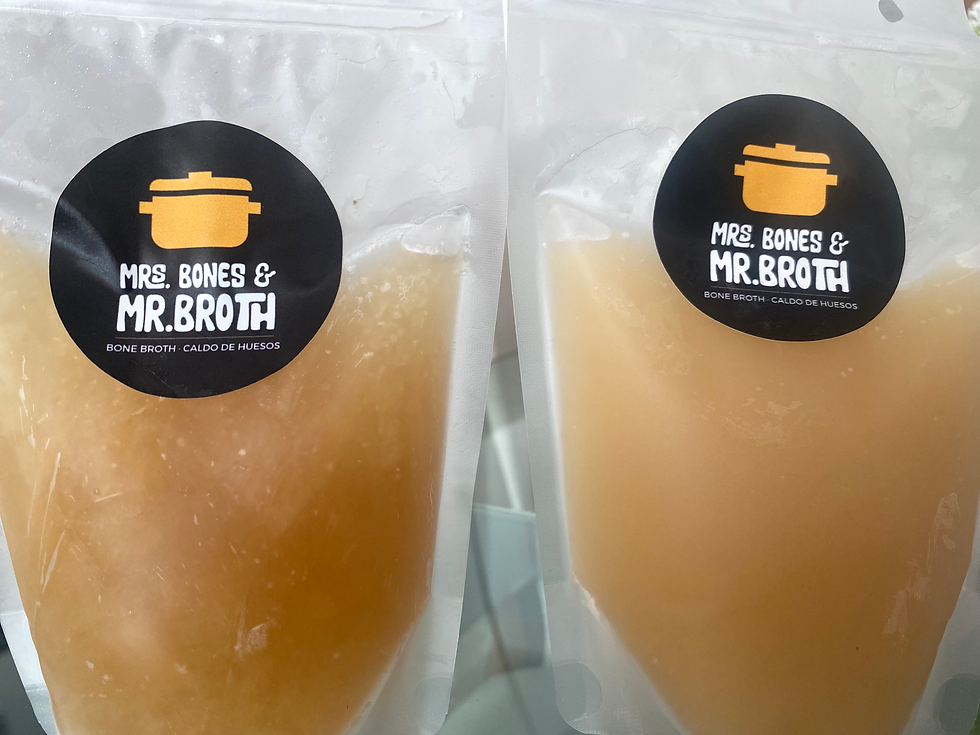 MRS. BONES &
MR.BROTH
BONE BROTH · CALDO DE HUESOS
MRS. BONES &
MR.BROTH
BONE BROTH · CALDO DE HUESOS